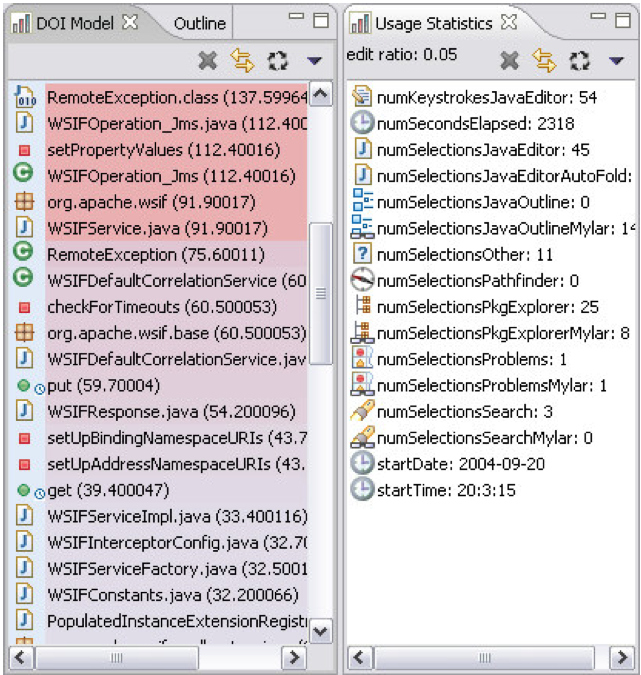 DOI Model
Outline
RemoteException.class (137.59964
WSIFOperation_Jms.java (112.400
setPropertyValues (112.40016)
WSIFOperation_Jms (112.40016)
org.apache.wsif (91.90017)
WSIFService.java (91.90017)
RemoteException (75.60011)
WSIFDefaultCorrelationService (60
checkForTimeouts (60.500053)
org.apache.wsif.base (60.500053)
WSIFDefaultCorrelationService.jav
put (59.70004)
WSIFResponse.java (54.200096)
setUpBindingNamespaceURIs (43.7
setUpAddressNamespaceURIs (43.
get (39.400047)
WSIFServiceImpl.java (33.400116)
WSIFInterceptorConfig.java (32.70
WSIFServiceFactory.java (32.5001
WSIFConstants.java (32.200066)
PopulatedInstanceExtensionRegist
Usage Statistics
edit ratio: 0.05
numKeystrokesJavaEditor: 54
numSecondsElapsed: 2318
numSelectionsJavaEditor: 45
numSelectionsJavaEditorAutoFold:
numSelectionsJavaOutline: 0
numSelectionsJavaOutlineMylar: 14
numSelectionsOther: 11
numSelectionsPathfinder: 0
numSelectionsPkgExplorer: 25
numSelectionsPkgExplorerMylar: 8
numSelectionsProblems: 1
numSelectionsProblemsMylar: 1
numSelectionsSearch: 3
numSelectionsSearchMylar: 0
startDate: 2004-09-20
startTime: 20:3:15